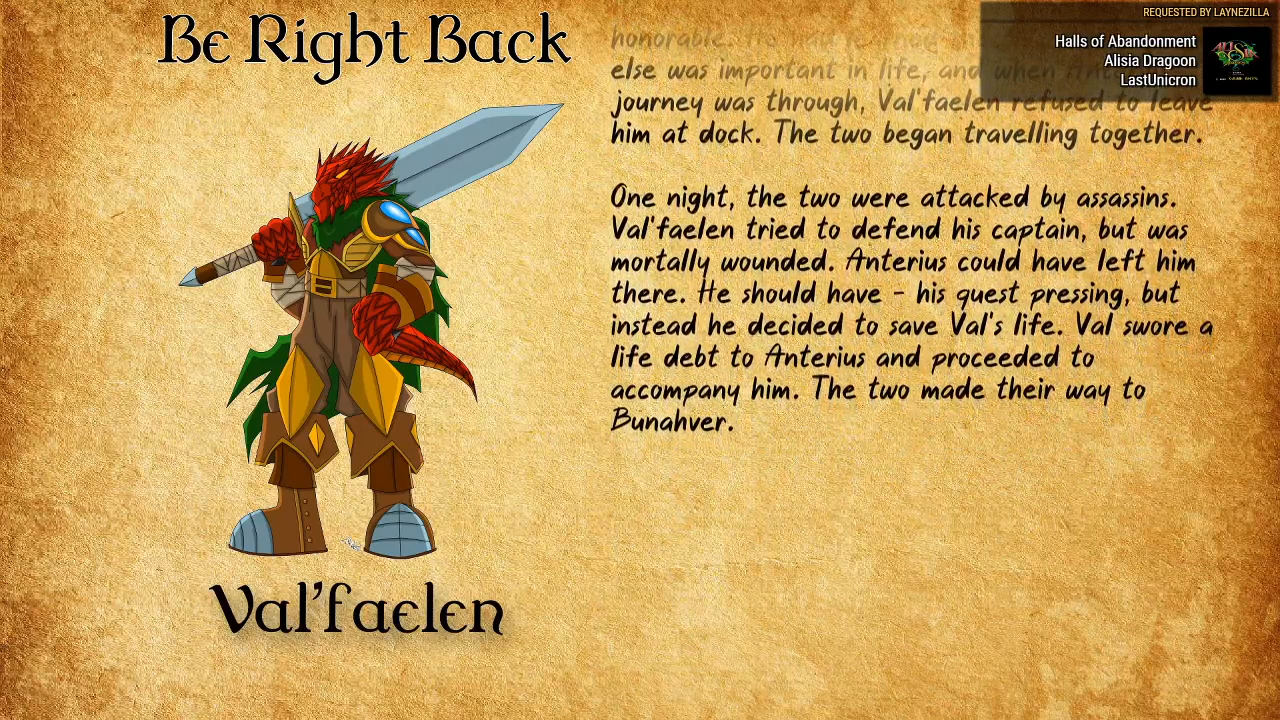 Be Right Back
Val'faelen
REQUESTED BY LAYNEZILLA
Halls of Abandonment
Alisia Dragoon
LastUnicron
honorable.
else was important in life, and when
journey was through, Val'faelen refused to leave
him at dock. The two began travelling together.
One night, the two were attacked by assassins.
Val'faelen tried to defend his captain, but was
mortally wounded. Anterius could have left him
there. He should have - his quest pressing, but
instead he decided to save Val's life. Val swore a
life debt to Anterius and proceeded to
accompany him. The two made their way to
Bunahver.